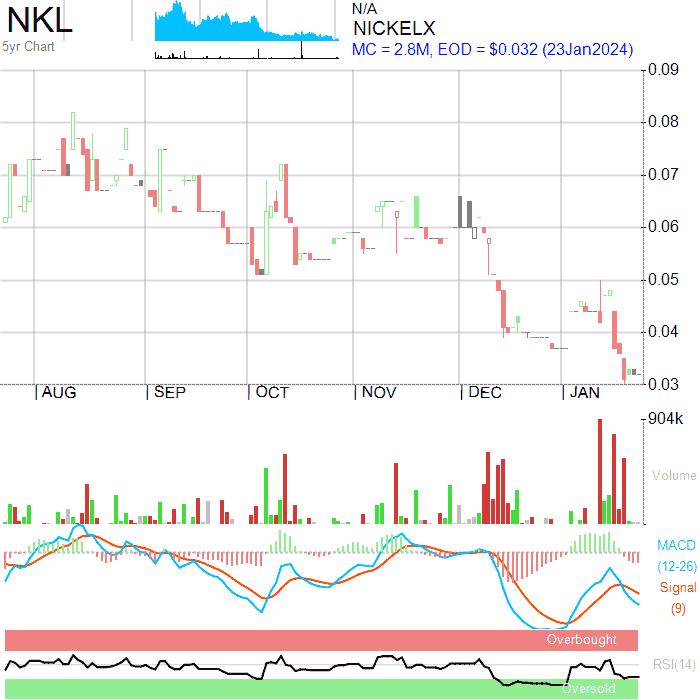 NKL
5yr Chart
N/A
NICKELX
MC = 2.8M, EOD = $0.032 (23Jan2024)
0.09
0.08
0.07
0.06
0.05
0.04
0.03
AUG
SEP
OCT
NOV
DEC
JAN
904k
Volume
MACD
(12-26)
Signal
(9)
Overbought
RSI(14)
Oversold